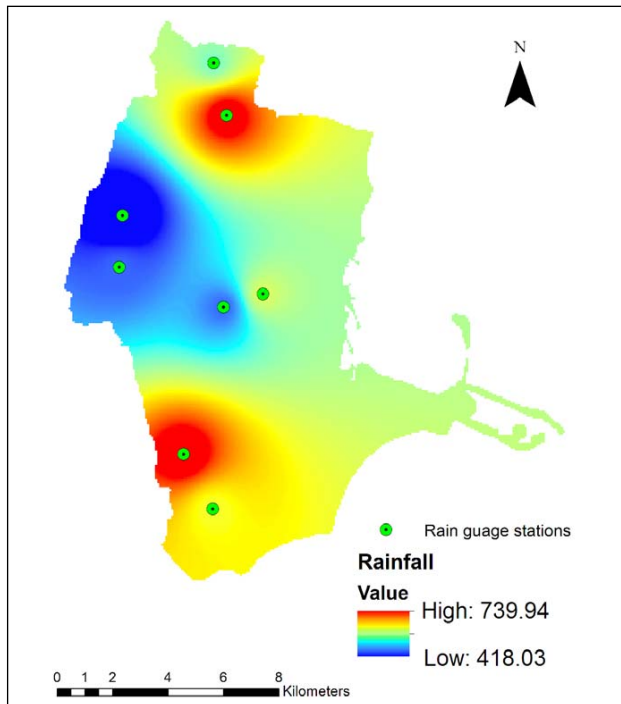 N
Rain guage stations
Rainfall
Value
High: 739.94
Low: 418.03
0 1 2 4 6 8
Kilometers